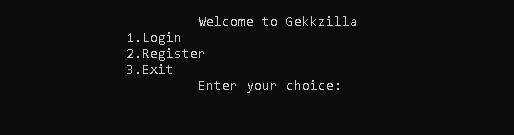 Welcome to Gekkzilla
1.Login
2.Register
3.Exit
Enter your choice: